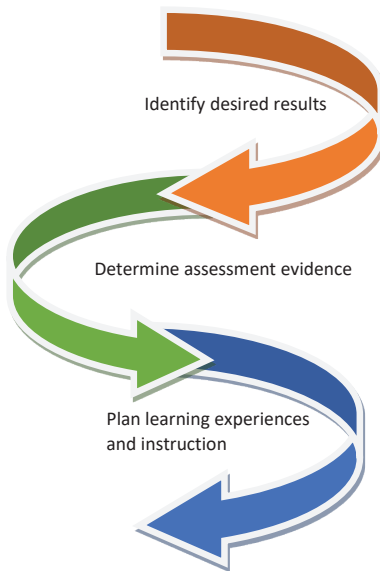 Identify desired results
Determine assessment evidence
Plan learning experiences
and instruction